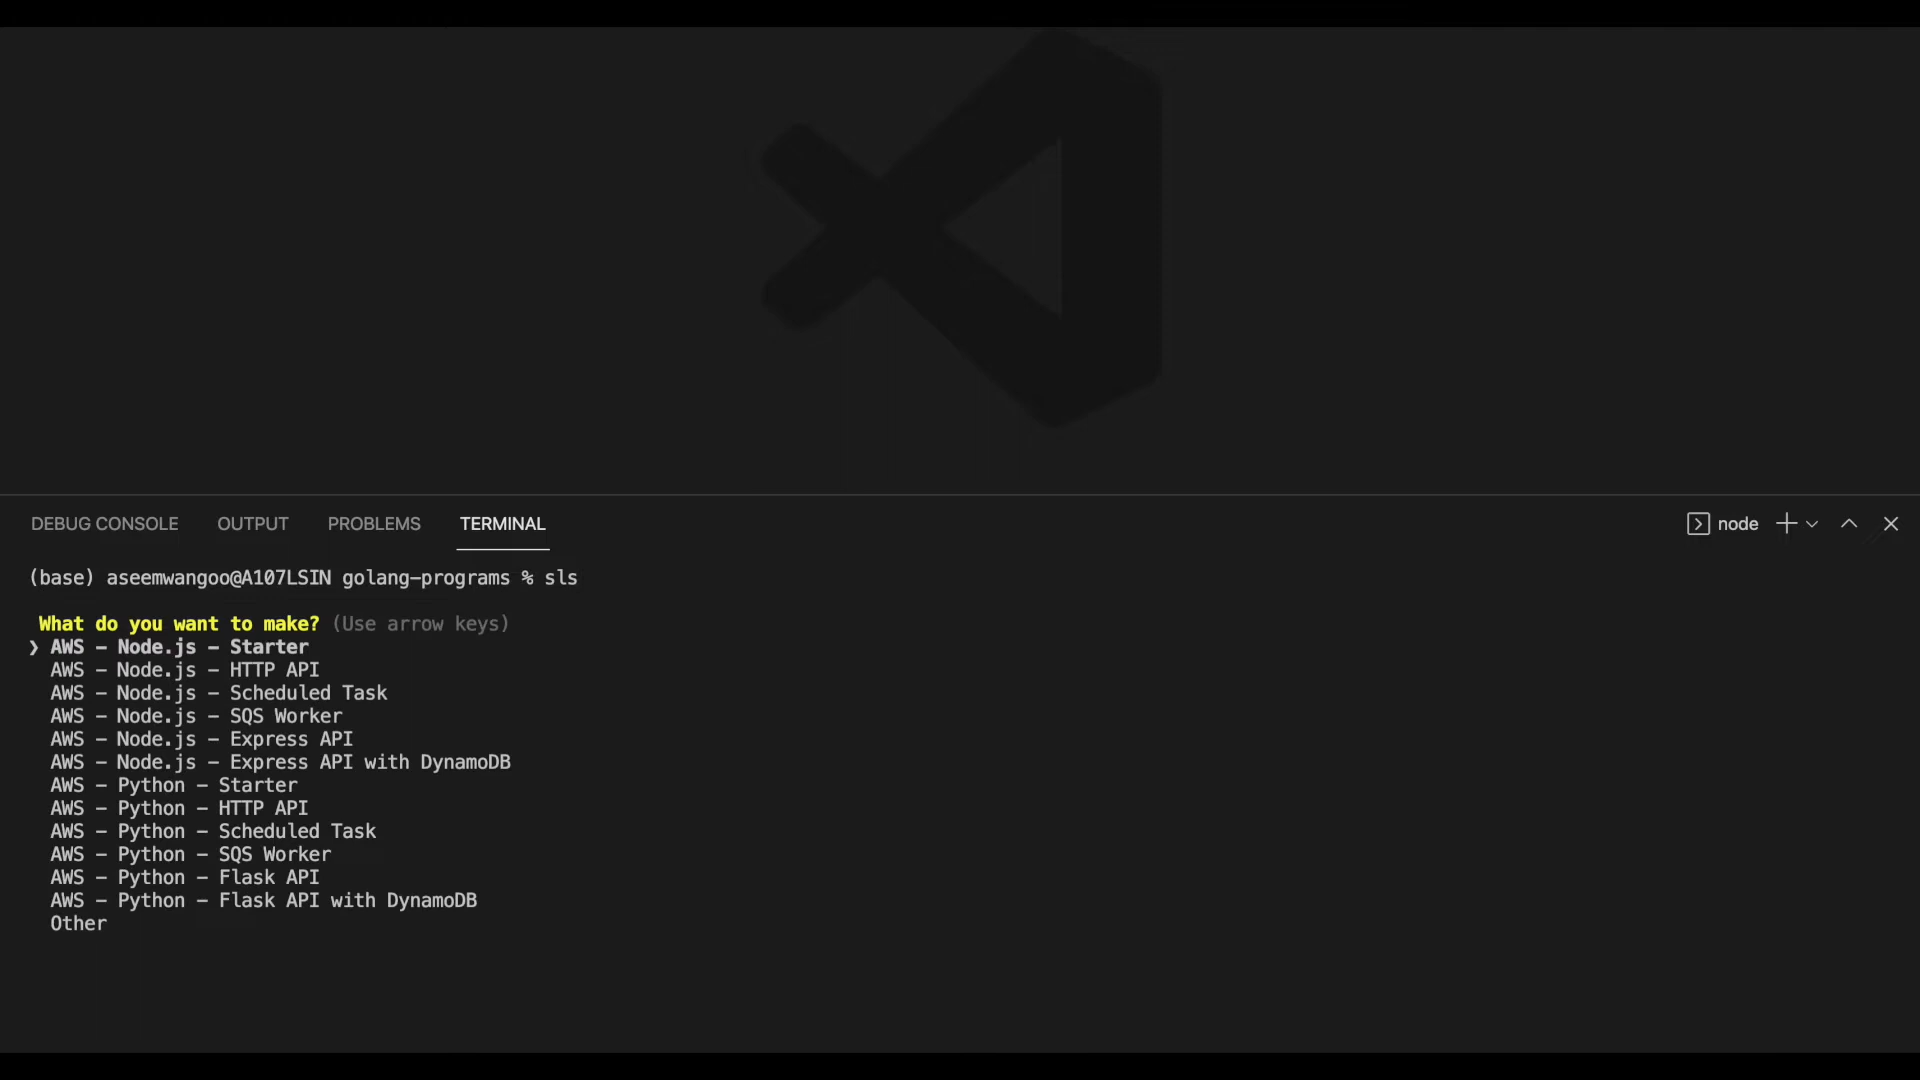 DEBUG CONSOLE OUTPUT PROBLEMS TERMINAL node
(base) aseemwangoo@A107LSIN golang-programs % sls
What do you want to make? (Use arrow keys)
❯ AWS - Node.js - Starter
AWS - Node.js - HTTP API
AWS - Node.js - Scheduled Task
AWS - Node.js - SQS Worker
AWS - Node.js - Express API
AWS - Node.js - Express API with DynamoDB
AWS - Python - Starter
AWS - Python - HTTP API
AWS - Python - Scheduled Task
AWS - Python - SQS Worker
AWS - Python - Flask API
AWS - Python - Flask API with DynamoDB
Other